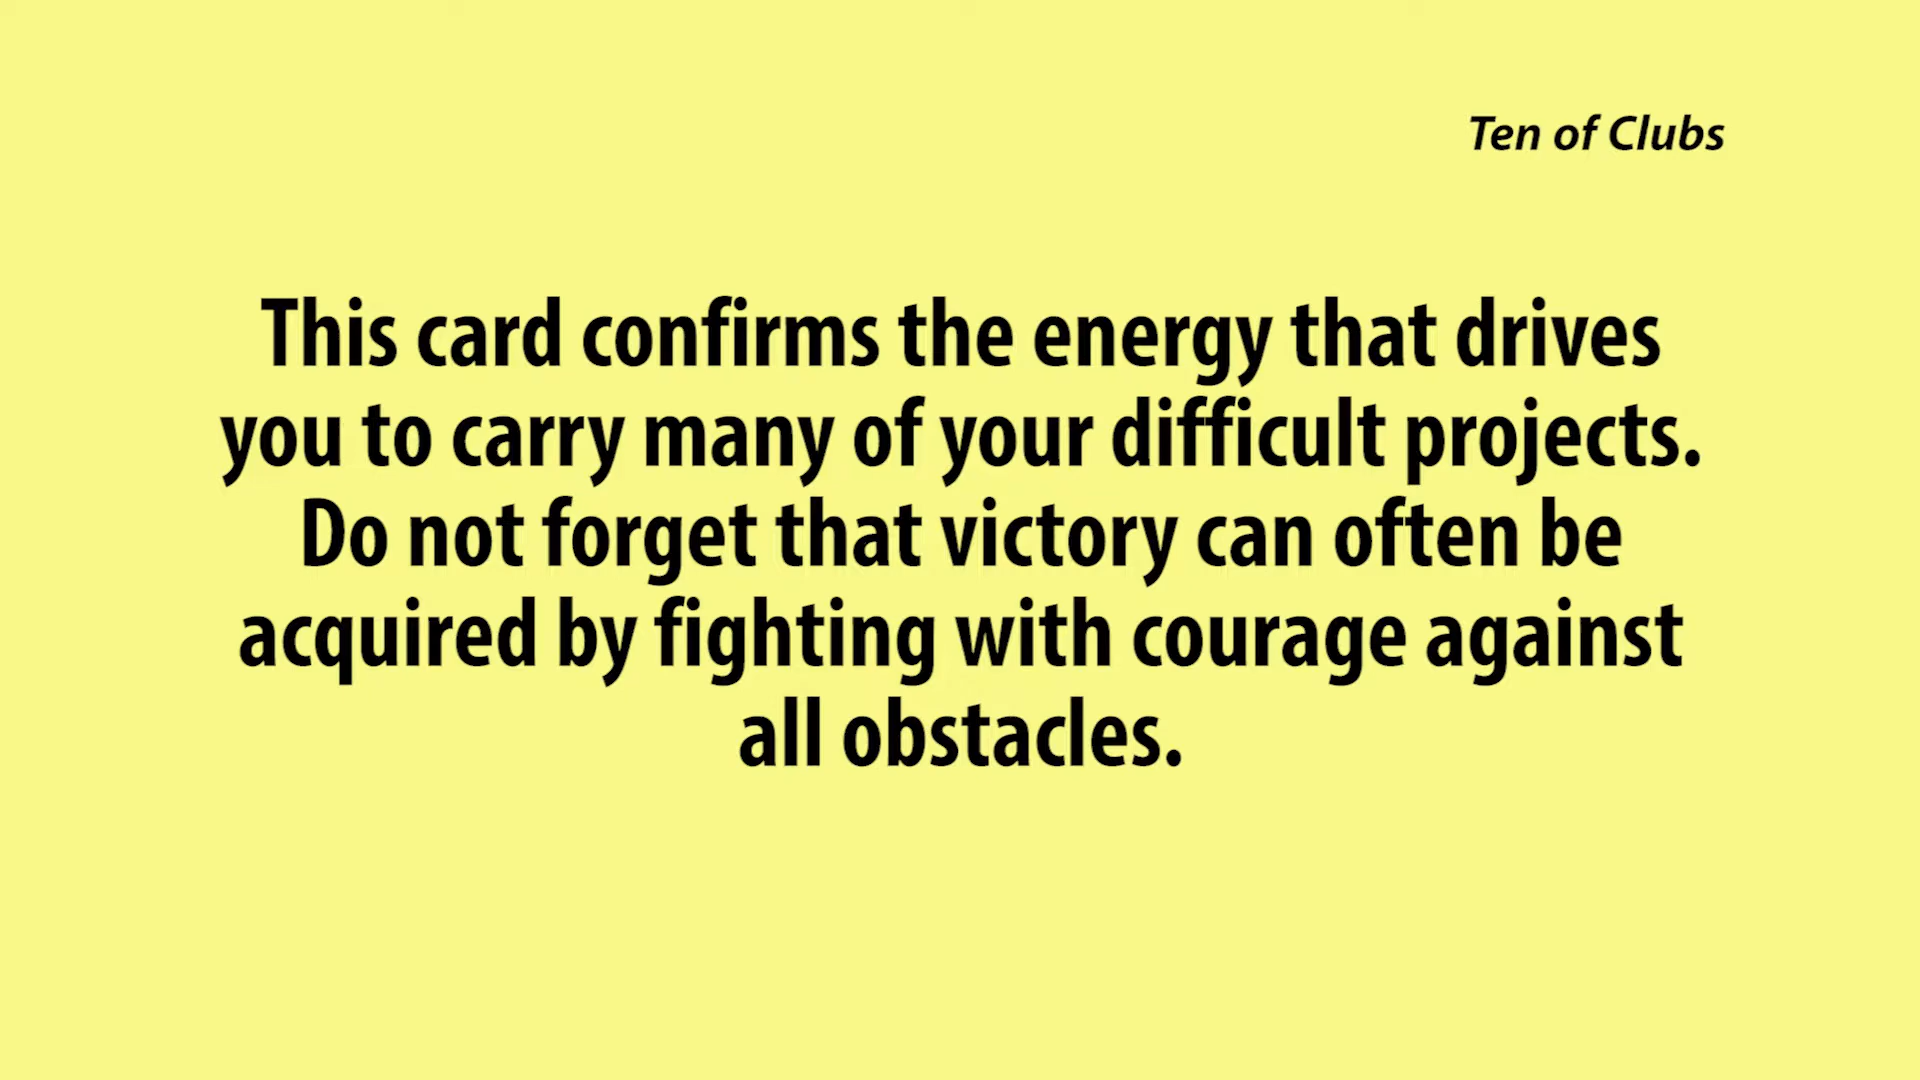 Ten of Clubs
This card confirms the energy that drives
you to carry many of your difficult projects.
Do not forget that victory can often be
acquired by fighting with courage against
all obstacles.